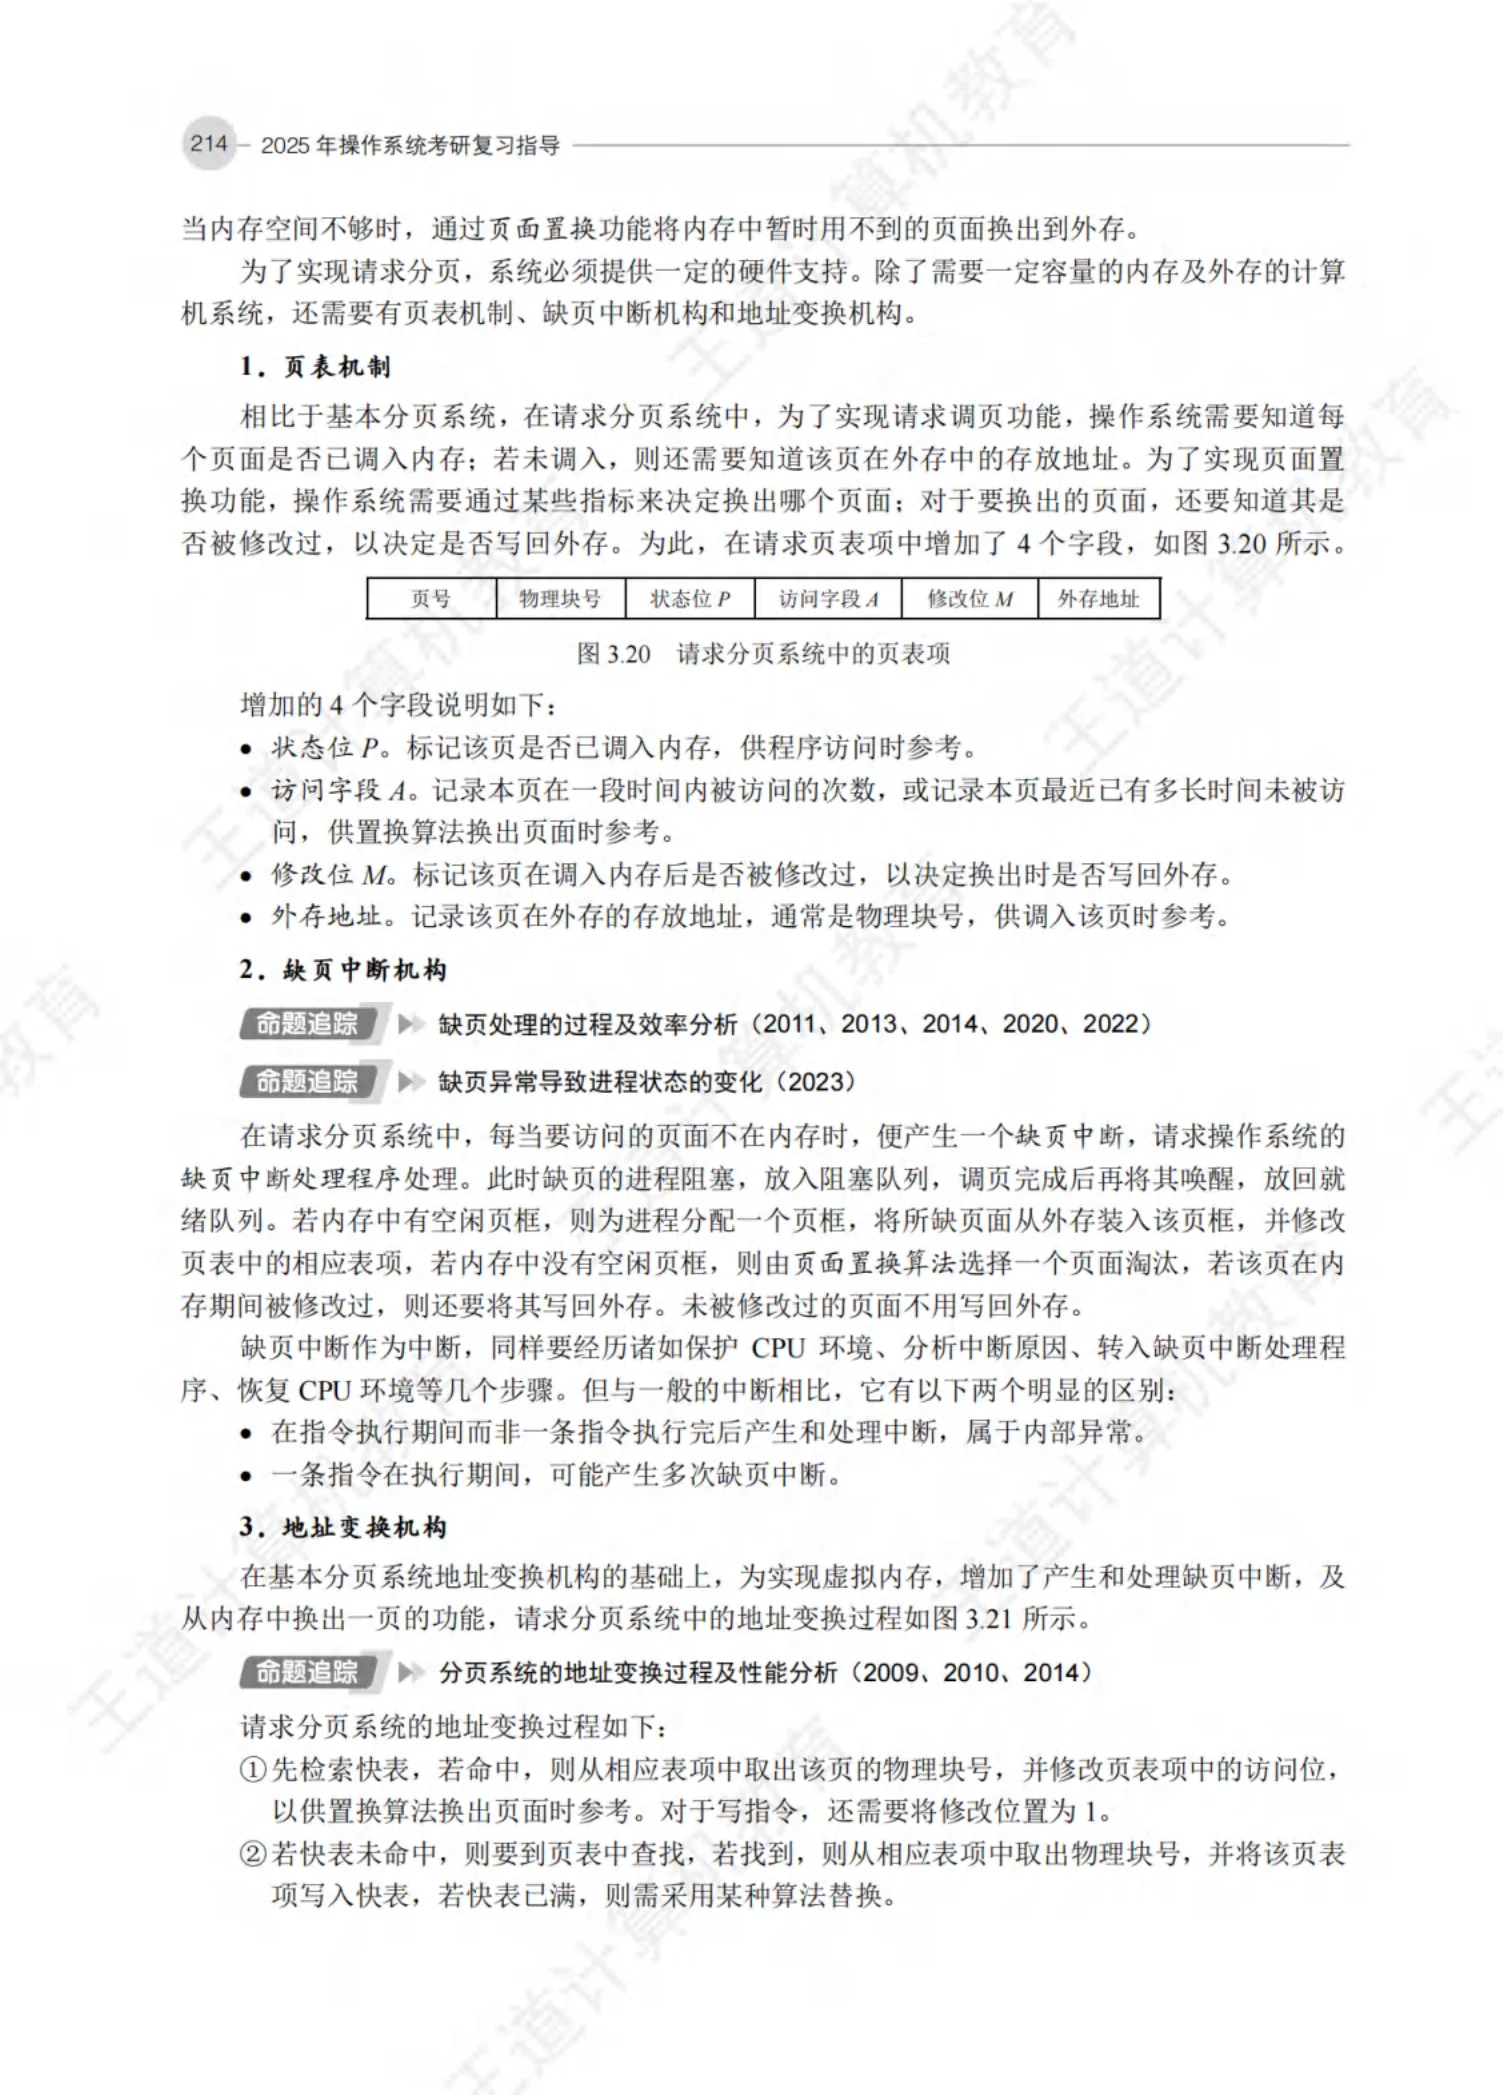 214 2025 年操作系统考研复习指导
当内存空间不够时，通过页面置换功能将内存中暂时用不到的页面换出到外存。
为了实现请求分页，系统必须提供一定的硬件支持。除了需要一定容量的内存及外存的计算
机系统，还需要有页表机制、缺页中断机构和地址变换机构。
1．页表机制
相比于基本分页系统，在请求分页系统中，为了实现请求调页功能，操作系统需要知道每
个页面是否已调入内存；若未调入，则还需要知道该页在外存中的存放地址。为了实现页面置
换功能，操作系统需要通过某些指标来决定换出哪个页面；对于要换出的页面，还要知道其是
否被修改过，以决定是否写回外存。为此，在请求页表项中增加了 4 个字段，如图 3.20 所示。
页号 物理块号 状态位 P 访问字段 A 修改位 M 外存地址
图 3.20 请求分页系统中的页表项
增加的 4 个字段说明如下：
● 状态位 P。标记该页是否已调入内存，供程序访问时参考。
● 访问字段 A。记录本页在一段时间内被访问的次数，或记录本页最近已有多长时间未被访
问，供置换算法换出页面时参考。
● 修改位 M。标记该页在调入内存后是否被修改过，以决定换出时是否写回外存。
● 外存地址。记录该页在外存的存放地址，通常是物理块号，供调入该页时参考。
2．缺页中断机构
命题追踪 缺页处理的过程及效率分析（2011、2013、2014、2020、2022）
命题追踪 缺页异常导致进程状态的变化（2023）
在请求分页系统中，每当要访问的页面不在内存时，便产生一个缺页中断，请求操作系统的
缺页中断处理程序处理。此时缺页的进程阻塞，放入阻塞队列，调页完成后再将其唤醒，放回就
绪队列。若内存中有空闲页框，则为进程分配一个页框，将所缺页面从外存装入该页框，并修改
页表中的相应表项，若内存中没有空闲页框，则由页面置换算法选择一个页面淘汰，若该页在内
存期间被修改过，则还要将其写回外存。未被修改过的页面不用写回外存。
缺页中断作为中断，同样要经历诸如保护 CPU 环境、分析中断原因、转入缺页中断处理程
序、恢复 CPU 环境等几个步骤。但与一般的中断相比，它有以下两个明显的区别：
● 在指令执行期间而非一条指令执行完后产生和处理中断，属于内部异常。
● 一条指令在执行期间，可能产生多次缺页中断。
3．地址变换机构
在基本分页系统地址变换机构的基础上，为实现虚拟内存，增加了产生和处理缺页中断，及
从内存中换出一页的功能，请求分页系统中的地址变换过程如图 3.21 所示。
命题追踪 分页系统的地址变换过程及性能分析（2009、2010、2014）
请求分页系统的地址变换过程如下：
①先检索快表，若命中，则从相应表项中取出该页的物理块号，并修改页表项中的访问位，
以供置换算法换出页面时参考。对于写指令，还需要将修改位置为 1。
②若快表未命中，则要到页表中查找，若找到，则从相应表项中取出物理块号，并将该页表
项写入快表，若快表已满，则需采用某种算法替换。
王道计算机教育
王道计算机教育
王道计算机教育
王道计算机教育
王道计算机教育
王道计算机教育
王道计算机教育